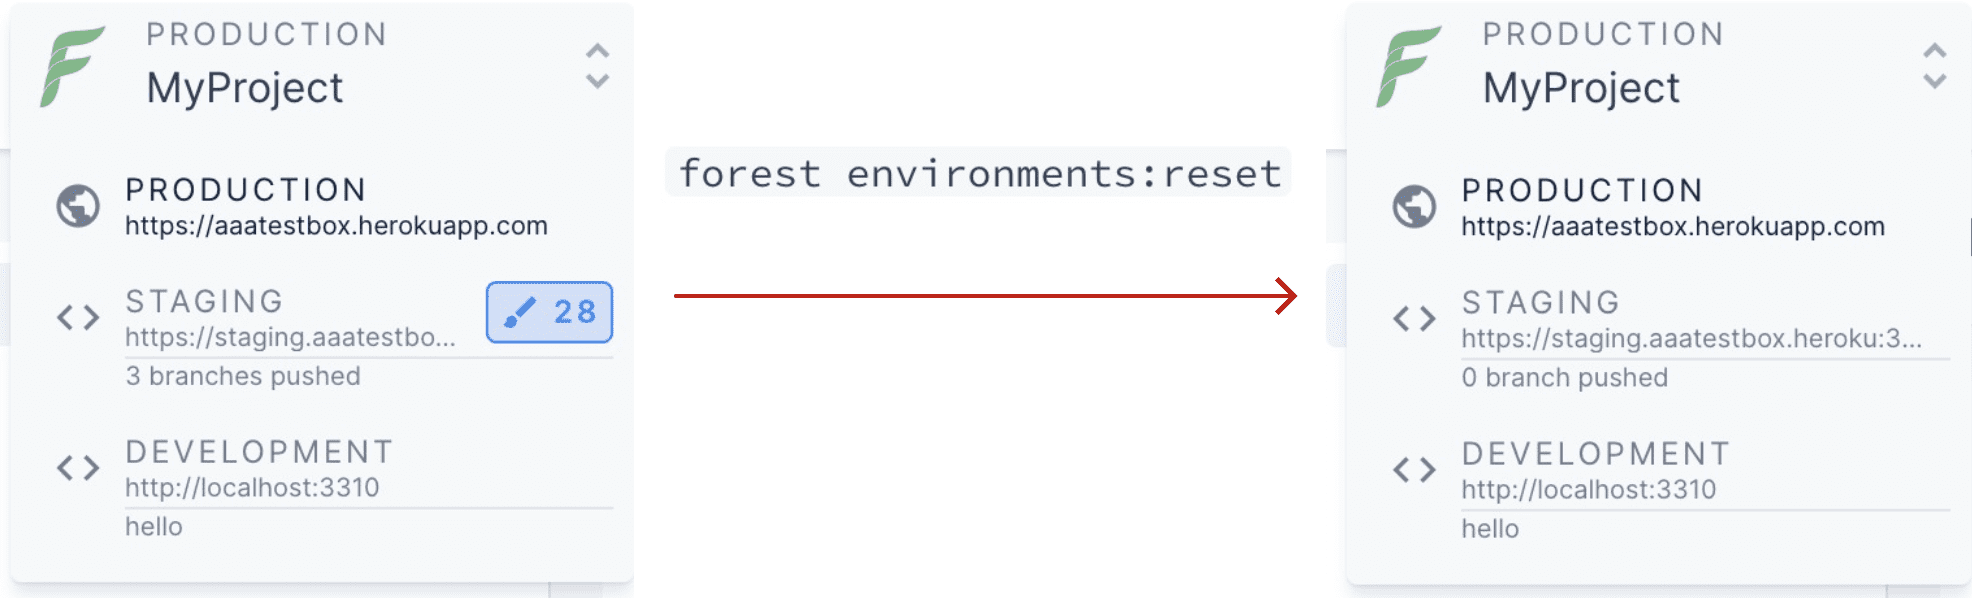 PRODUCTION
MyProject
PRODUCTION
https://aaatestbox.herokuapp.com
STAGING
https://staging.aaatestbo...
28
3 branches pushed
DEVELOPMENT
http://localhost:3310
hello
forest environments:reset
PRODUCTION
MyProject
PRODUCTION
https://aaatestbox.herokuapp.com
STAGING
https://staging.aaatestbox.heroku:3...
0 branch pushed
DEVELOPMENT
http://localhost:3310
hello